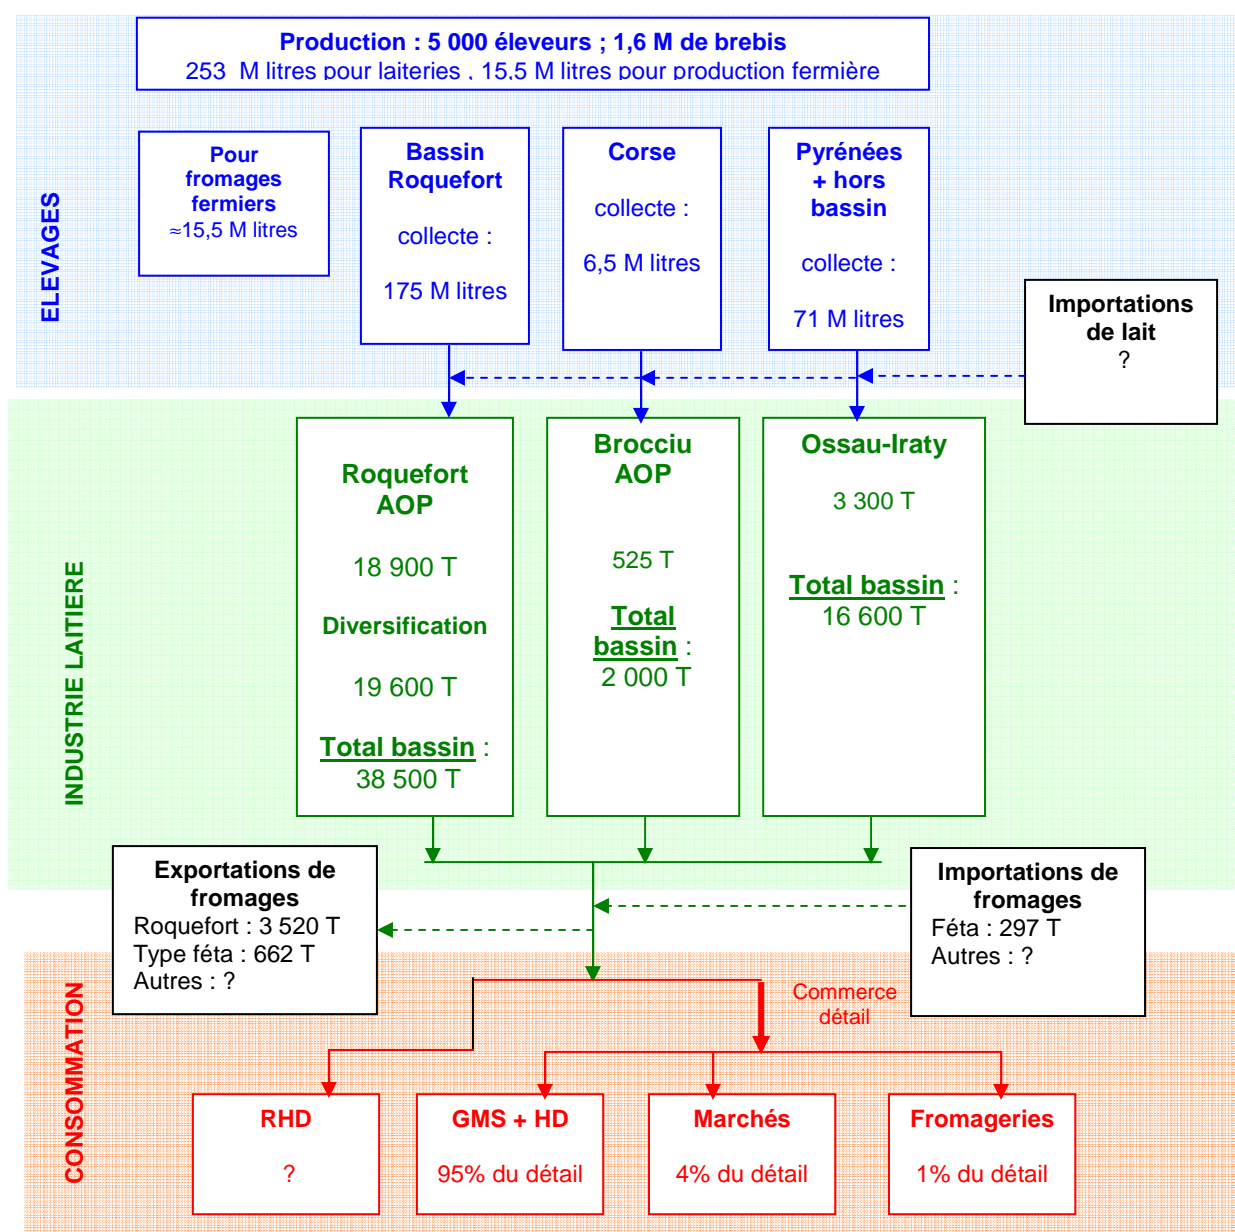 Production : 5 000 éleveurs ; 1,6 M de brebis
253 M litres pour laiteries , 15,5 M litres pour production fermière
ELEVAGES
Pour
fromages
fermiers
≈15,5 M litres
Bassin
Roquefort
collecte :
175 M litres
Corse
collecte :
6,5 M litres
Pyrénées
+ hors
bassin
collecte :
71 M litres
Importations
de lait
?
INDUSTRIE LAITIERE
Roquefort
AOP
18 900 T
Diversification
19 600 T
Total bassin :
38 500 T
Brocciu
AOP
525 T
Total
bassin :
2 000 T
Ossau-Iraty
3 300 T
Total bassin :
16 600 T
Exportations de
fromages
Roquefort : 3 520 T
Type féta : 662 T
Autres : ?
Importations de
fromages
Féta : 297 T
Autres : ?
CONSOMMATION
Commerce
détail
RHD
?
GMS + HD
95% du détail
Marchés
4% du détail
Fromageries
1% du détail